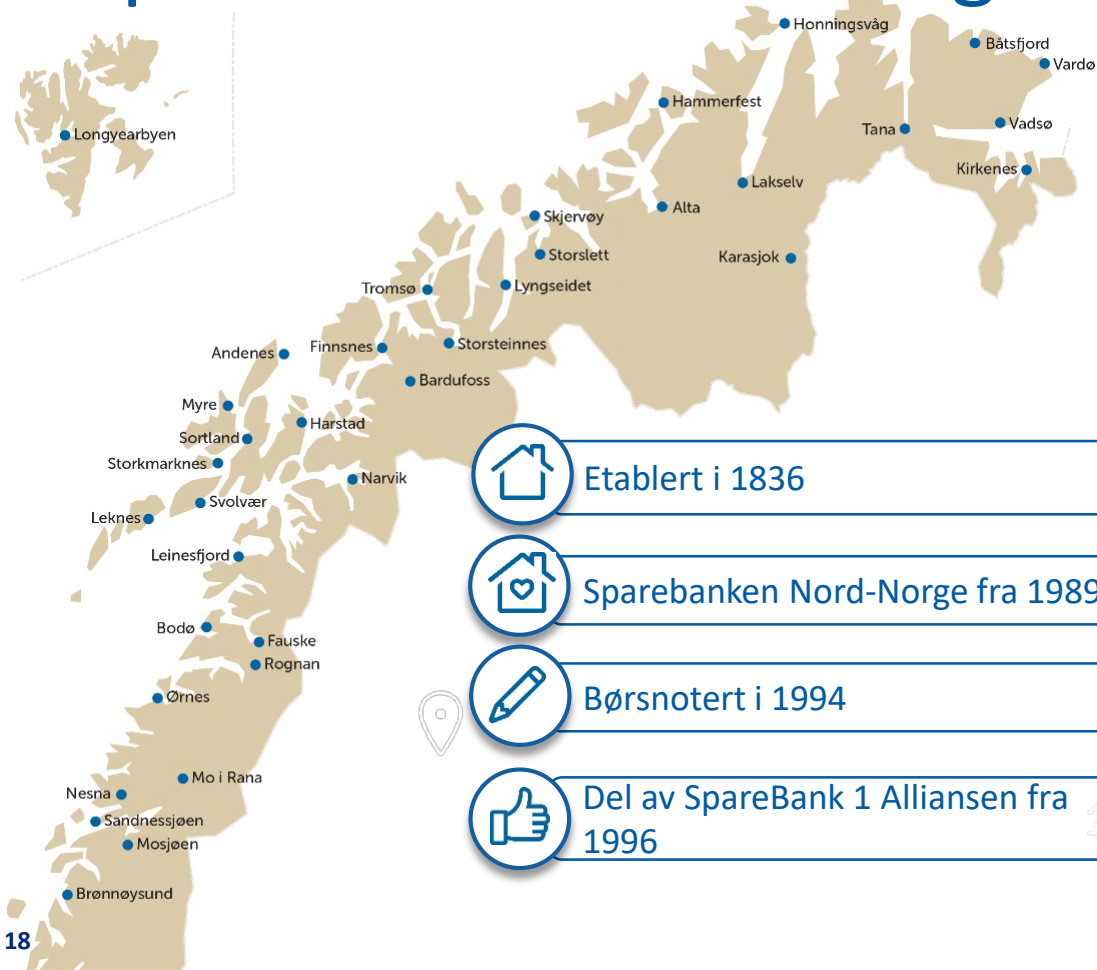 Honningsvåg
Båtsfjord
Vardø
Hammerfest
Longyearbyen
Tana
Vadsø
Kirkenes
Lakselv
Alta
Skjervøy
Storslett
Karasjok
Tromsø
Lyngseidet
Andenes
Finnsnes
Storsteinnes
Bardufoss
Myre
Harstad
Sortland
Storkmarknes
Narvik
Svolvær
Leknes
Leinesfjord
Bodø
Fauske
Rognan
Ørnes
Mo i Rana
Nesna
Sandnessjøen
Mosjøen
Brønnøysund
Etablert i 1836
Sparebanken Nord-Norge fra 1989
Børsnotert i 1994
Del av SpareBank 1 Alliansen fra
1996
18